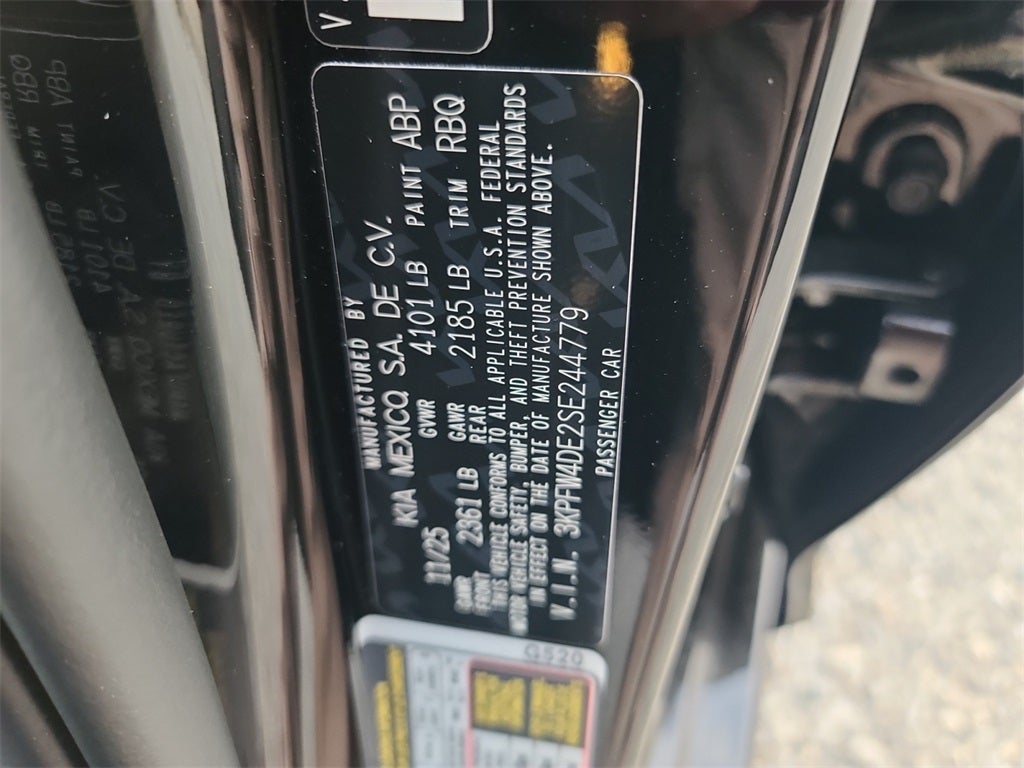 MANUFACTURED BY
KIA MEXICO S.A. DE C.V.
11/25 GVWR 4101 LB PAINT ABP
GAWR FRONT 2361 LB GAWR REAR 2185 LB TRIM RBQ
THIS VEHICLE CONFORMS TO ALL APPLICABLE U.S.A. FEDERAL
MOTOR VEHICLE SAFETY, BUMPER, AND THEFT PREVENTION STANDARDS
IN EFFECT ON THE DATE OF MANUFACTURE SHOWN ABOVE.
V.I.N. 3KPFW4DE2SE244779
PASSENGER CAR
G520
V